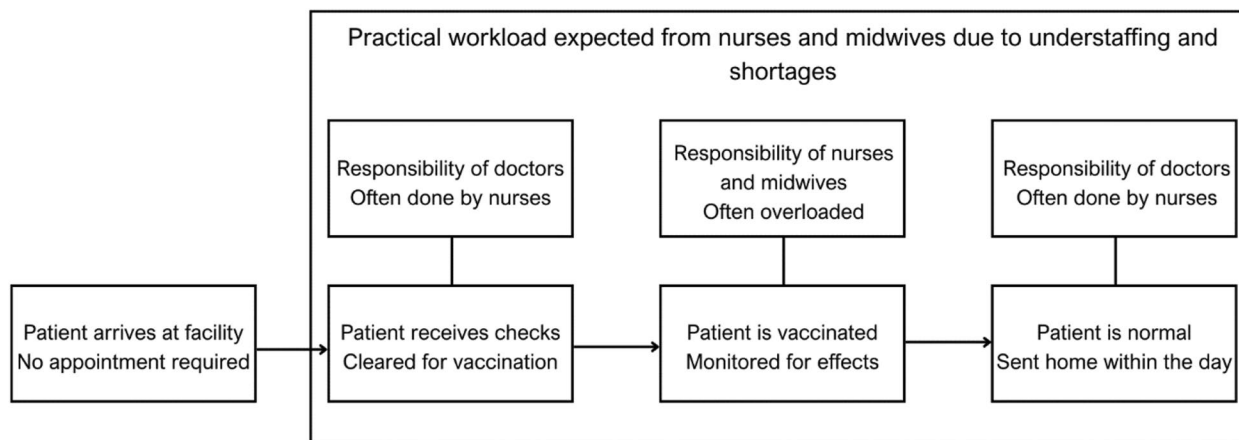 Practical workload expected from nurses and midwives due to understaffing and
shortages
Responsibility of doctors
Often done by nurses
Responsibility of nurses
and midwives
Often overloaded
Responsibility of doctors
Often done by nurses
Patient arrives at facility
No appointment required
Patient receives checks
Cleared for vaccination
Patient is vaccinated
Monitored for effects
Patient is normal
Sent home within the day